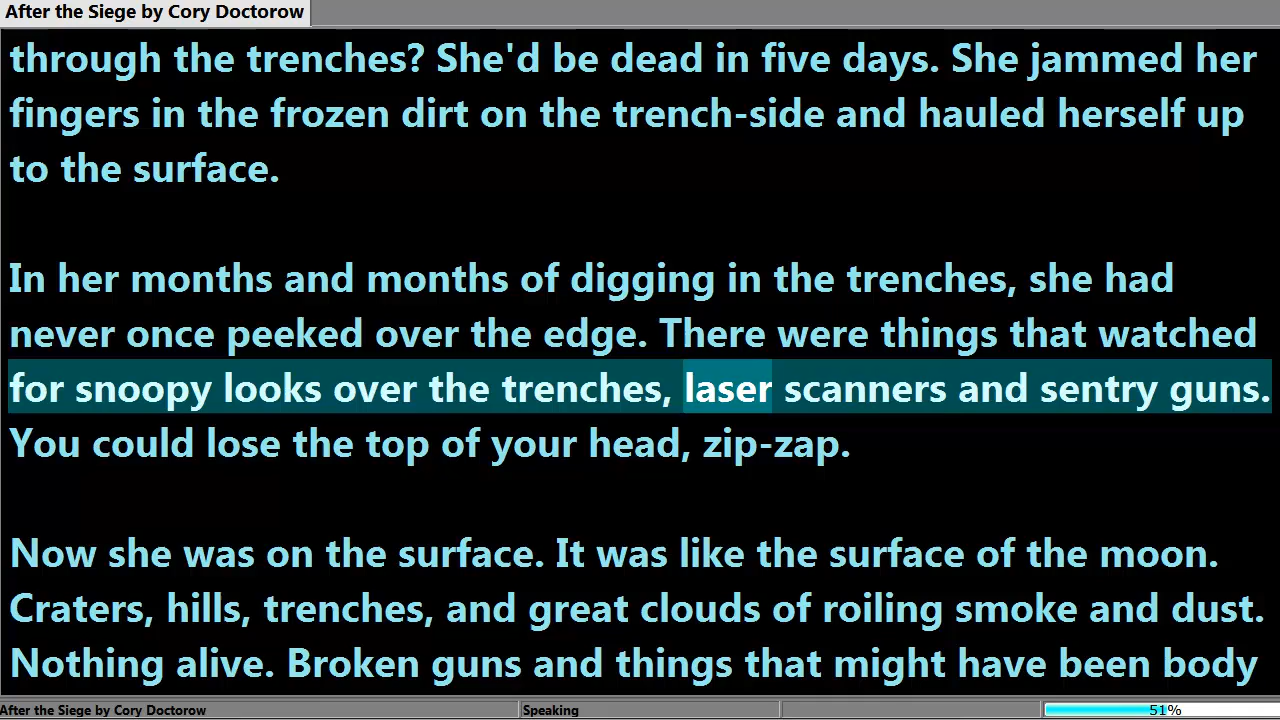 After the Siege by Cory Doctorow
through the trenches? She'd be dead in five days. She jammed her
fingers in the frozen dirt on the trench-side and hauled herself up
to the surface.
In her months and months of digging in the trenches, she had
never once peeked over the edge. There were things that watched
for snoopy looks over the trenches, laser scanners and sentry guns.
You could lose the top of your head, zip-zap.
Now she was on the surface. It was like the surface of the moon.
Craters, hills, trenches, and great clouds of roiling smoke and dust.
Nothing alive. Broken guns and things that might have been body
After the Siege by Cory Doctorow Speaking 51%